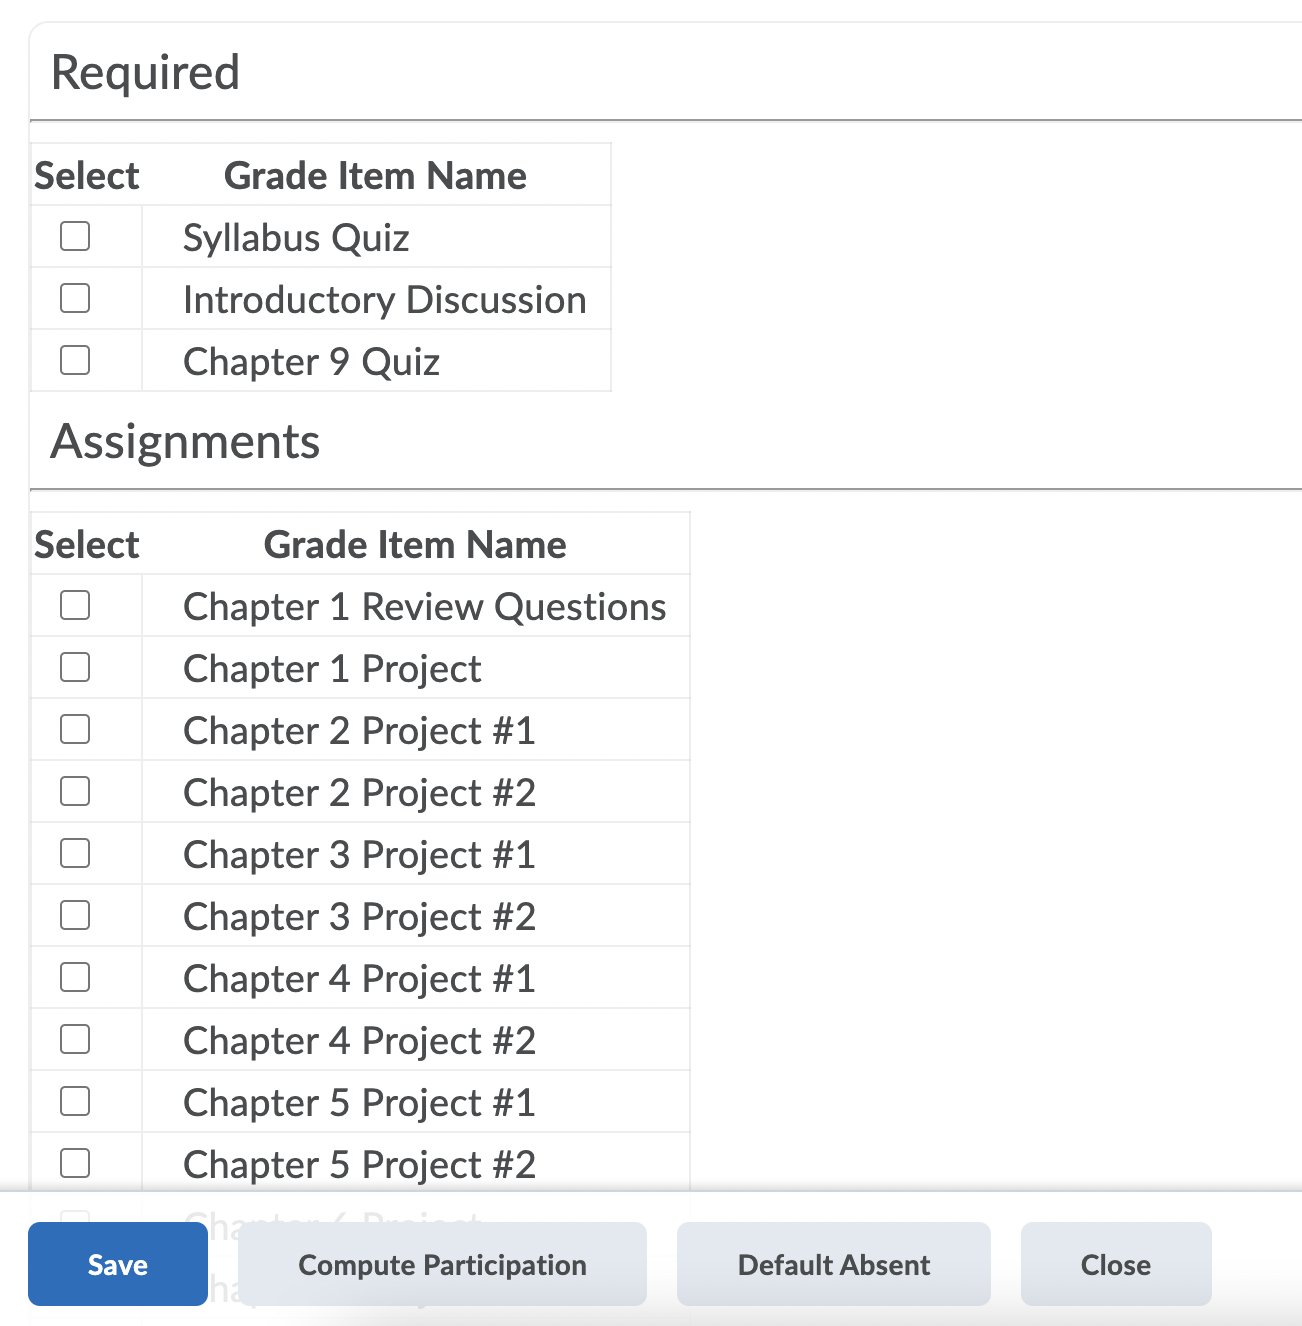 Required
Select Grade Item Name
Syllabus Quiz
Introductory Discussion
Chapter 9 Quiz
Assignments
Select Grade Item Name
Chapter 1 Review Questions
Chapter 1 Project
Chapter 2 Project #1
Chapter 2 Project #2
Chapter 3 Project #1
Chapter 3 Project #2
Chapter 4 Project #1
Chapter 4 Project #2
Chapter 5 Project #1
Chapter 5 Project #2
Chapter 6 Project
Save Compute Participation Default Absent Close